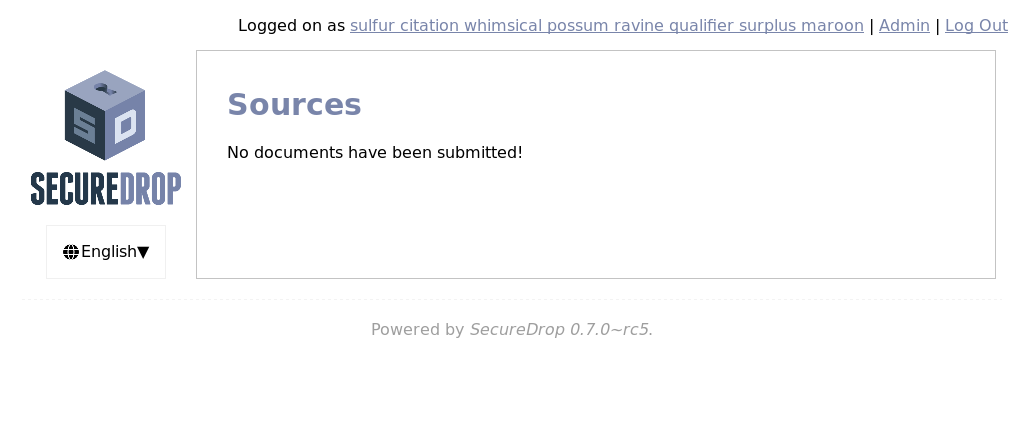 Logged on as sulfur citation whimsical possum ravine qualifier surplus maroon | Admin | Log Out
SD
SECUREDROP
English▼
Sources
No documents have been submitted!
Powered by SecureDrop 0.7.0~rc5.